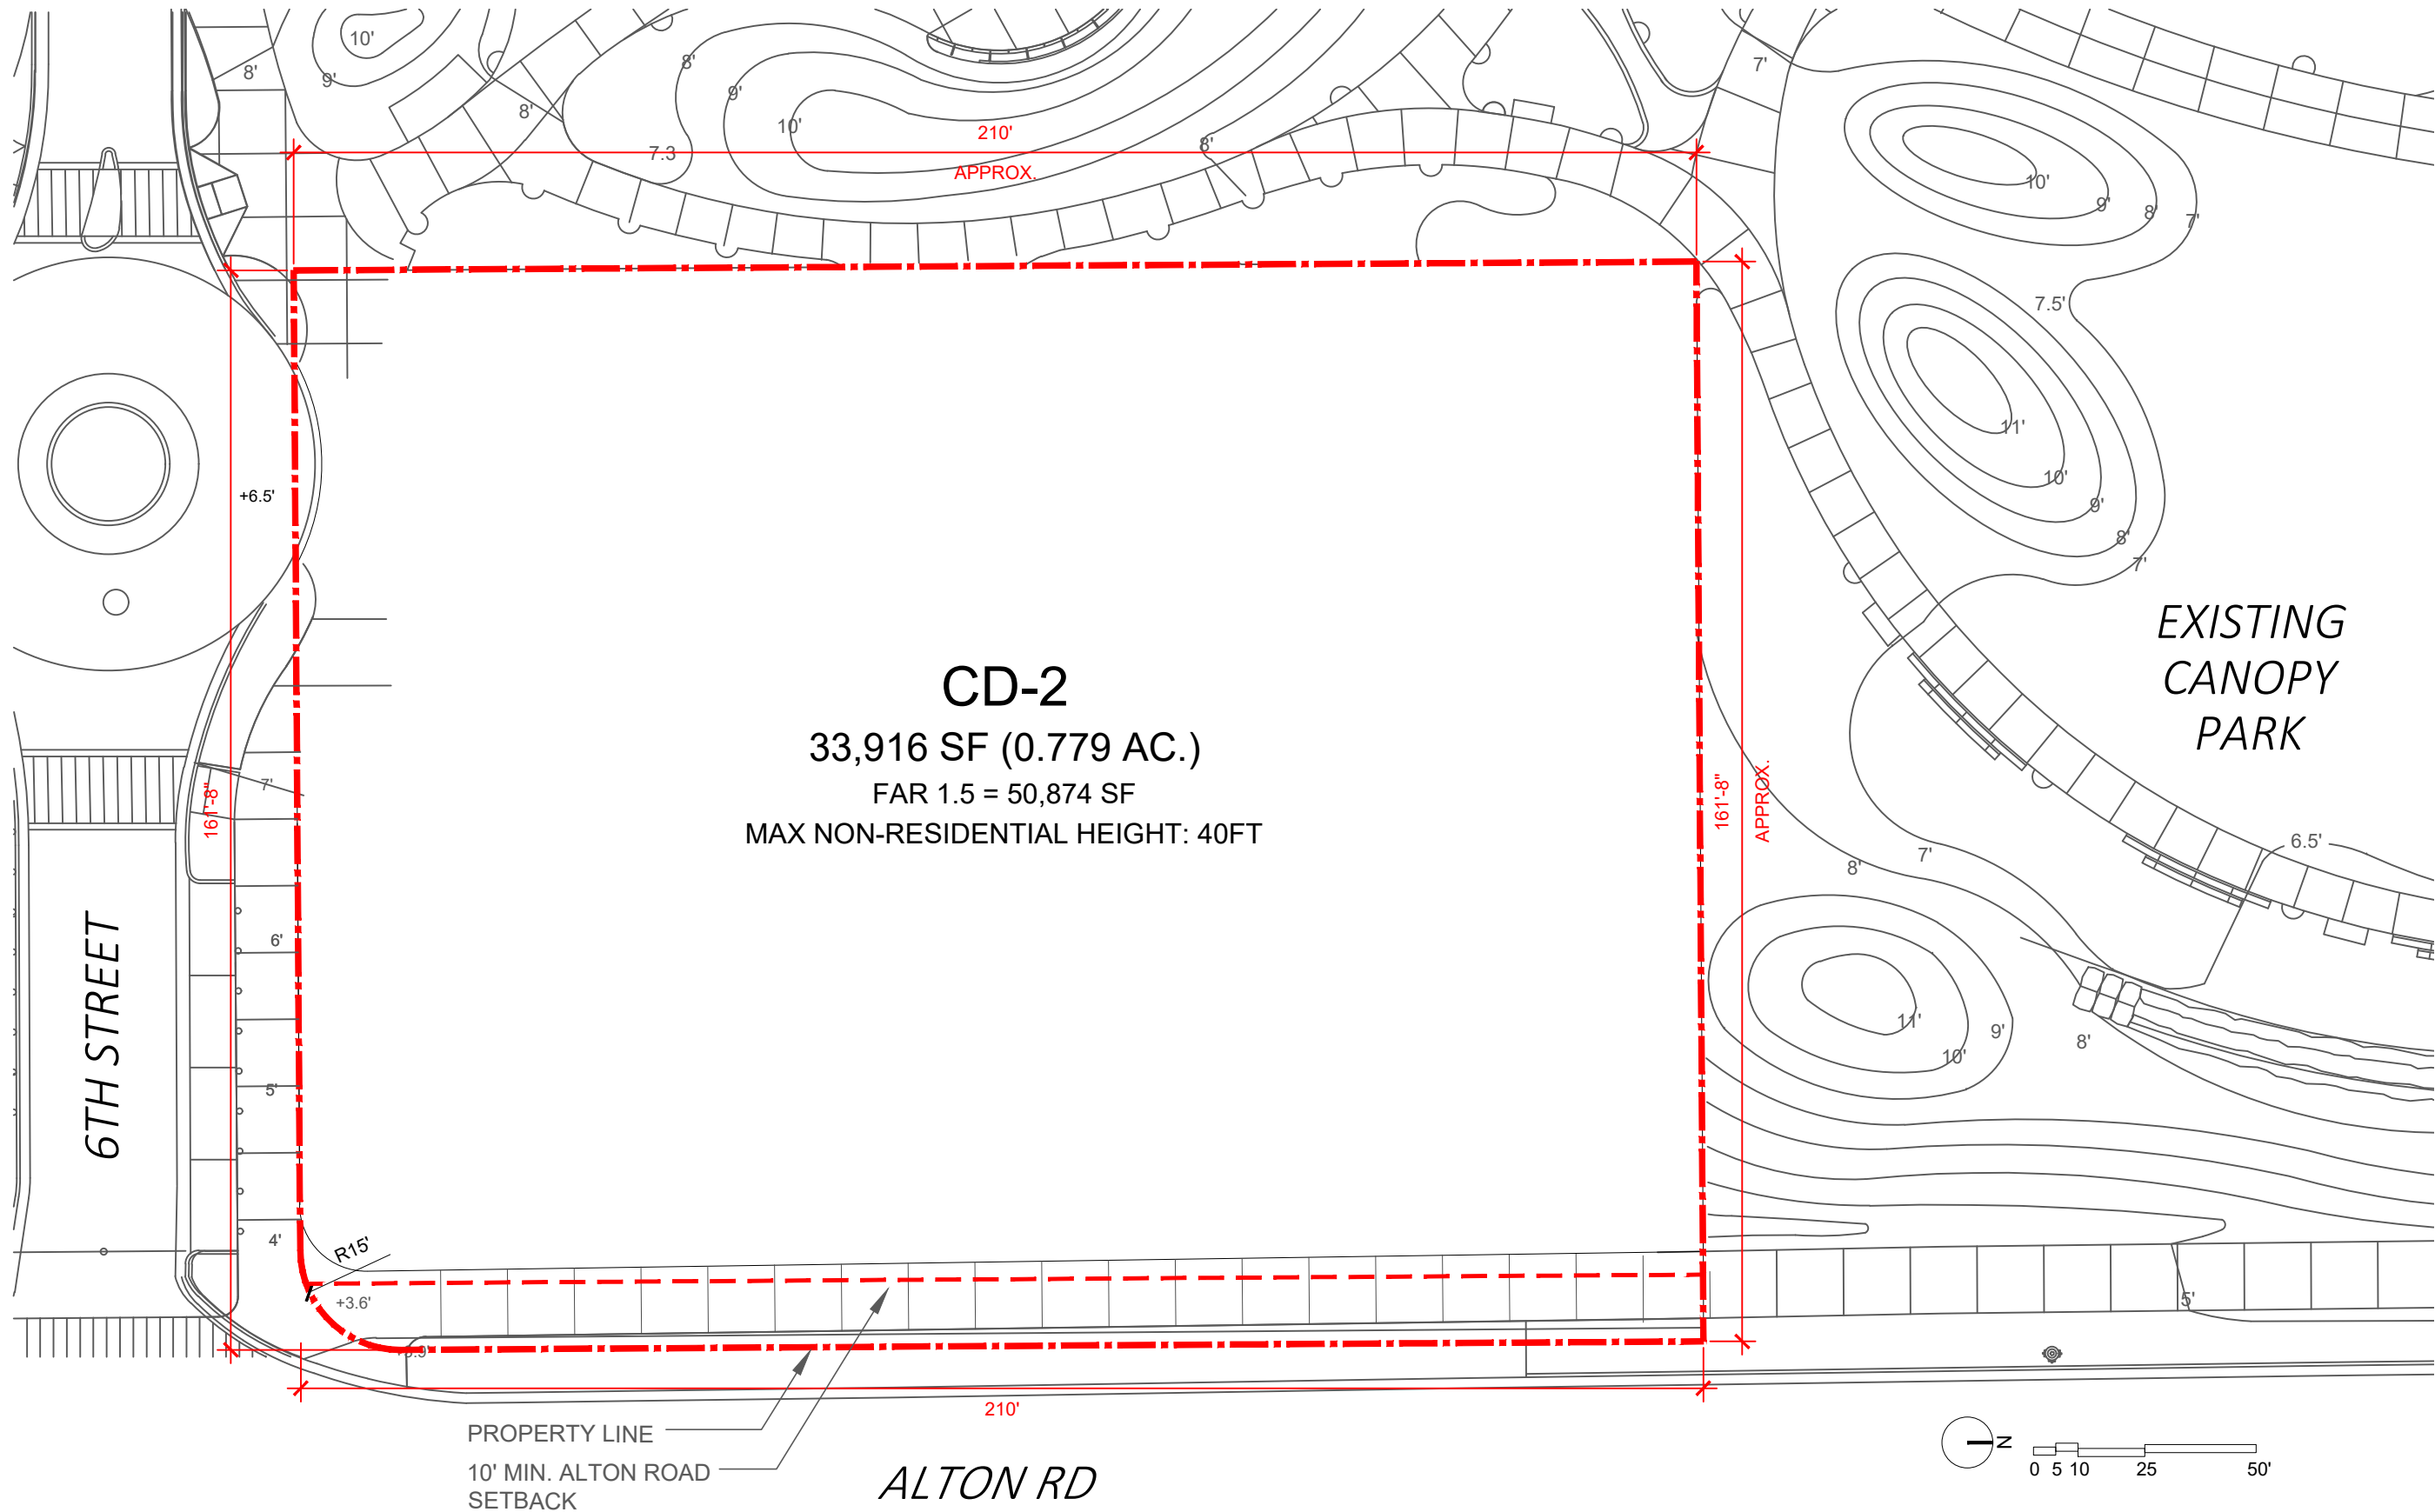 10'
8'
9'
8'
8'
9'
10'
7.3
8'
210'
APPROX.
7'
10'
9'
8'
7'
7.5'
11'
10'
9'
8'
7'
+6.5'
EXISTING
CANOPY
PARK
CD-2
33,916 SF (0.779 AC.)
FAR 1.5 = 50,874 SF
MAX NON-RESIDENTIAL HEIGHT: 40FT
161'-8"
7'
161'-8"
APPROX.
6.5'
8'
7'
6TH STREET
6'
5'
4'
11'
10'
9'
8'
R15'
+3.6'
5'
210'
PROPERTY LINE
10' MIN. ALTON ROAD
SETBACK
ALTON RD
N
0 5 10 25 50'